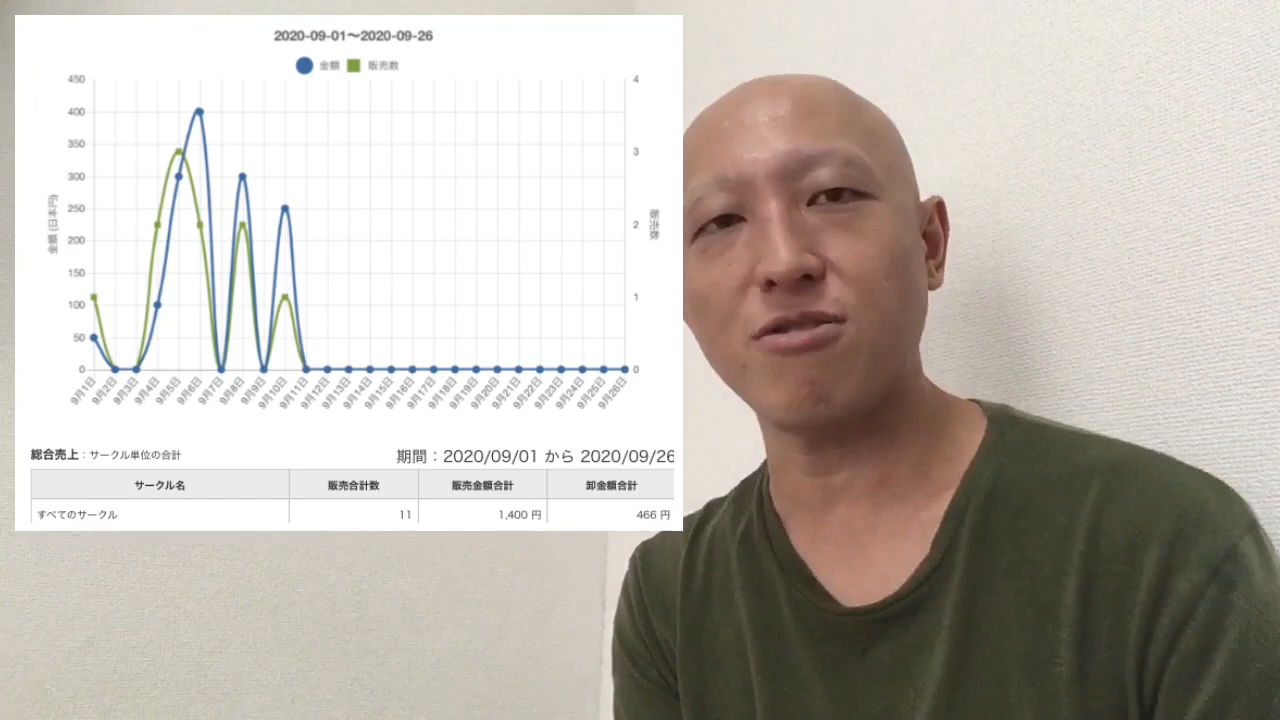 2020-09-01〜2020-09-26
金額 販売数
450
400
350
300
250
200
150
100
50
0
金額 (日本円)
4
3
2
1
0
販売数
9月1日 9月2日 9月3日 9月4日 9月5日 9月6日 9月7日 9月8日 9月9日 9月10日 9月11日 9月12日 9月13日 9月14日 9月15日 9月16日 9月17日 9月18日 9月19日 9月20日 9月21日 9月22日 9月23日 9月24日 9月25日 9月26日
総合売上：サークル単位の合計 期間：2020/09/01 から 2020/09/26
サークル名 販売合計数 販売金額合計 卸金額合計
すべてのサークル 11 1,400 円 466 円